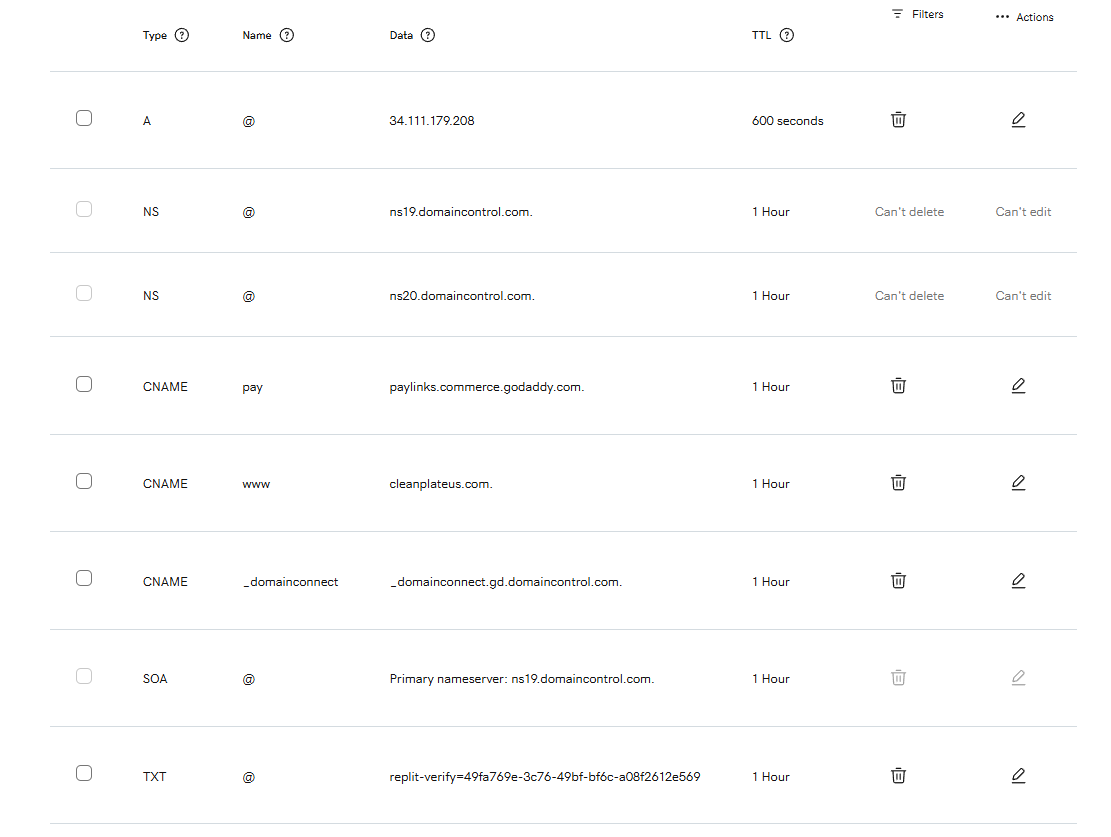 Filters
Actions
Type Name Data TTL
A @ 34.111.179.208 600 seconds
NS @ ns19.domaincontrol.com. 1 Hour Can't delete Can't edit
NS @ ns20.domaincontrol.com. 1 Hour Can't delete Can't edit
CNAME pay paylinks.commerce.godaddy.com. 1 Hour
CNAME www cleanplateus.com. 1 Hour
CNAME _domainconnect _domainconnect.gd.domaincontrol.com. 1 Hour
SOA @ Primary nameserver: ns19.domaincontrol.com. 1 Hour
TXT @ replit-verify=49fa769e-3c76-49bf-bf6c-a08f2612e569 1 Hour